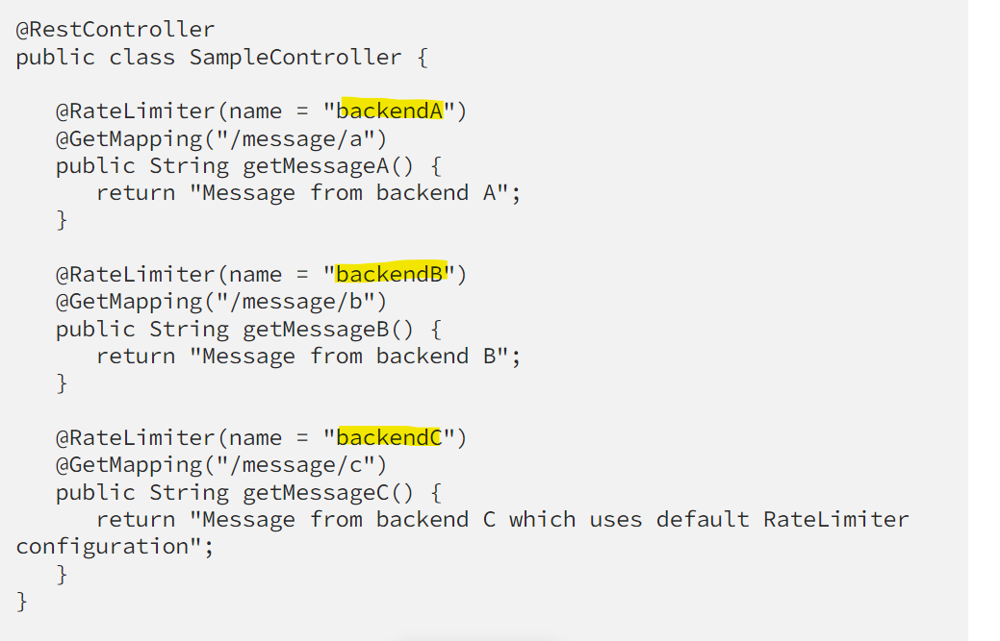 @RestController
public class SampleController {
@RateLimiter(name = "backendA")
@GetMapping("/message/a")
public String getMessageA() {
return "Message from backend A";
}
@RateLimiter(name = "backendB")
@GetMapping("/message/b")
public String getMessageB() {
return "Message from backend B";
}
@RateLimiter(name = "backendC")
@GetMapping("/message/c")
public String getMessageC() {
return "Message from backend C which uses default RateLimiter
configuration";
}
}